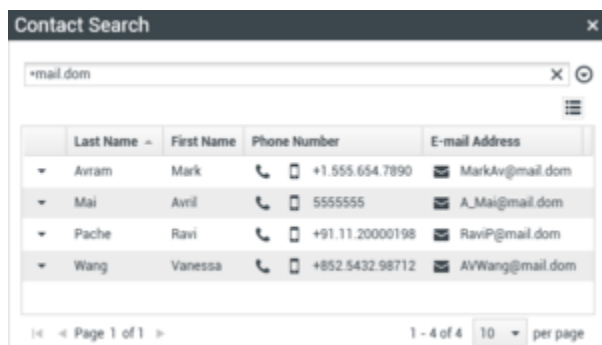 Contact Search
*mail.dom
Last Name First Name Phone Number E-mail Address
Avram Mark +1.555.654.7890 MarkAv@mail.dom
Mai Avril 5555555 A_Mai@mail.dom
Pache Ravi +91.11.20000198 RaviP@mail.dom
Wang Vanessa +852.5432.98712 AVWang@mail.dom
Page 1 of 1 1 - 4 of 4 10 per page